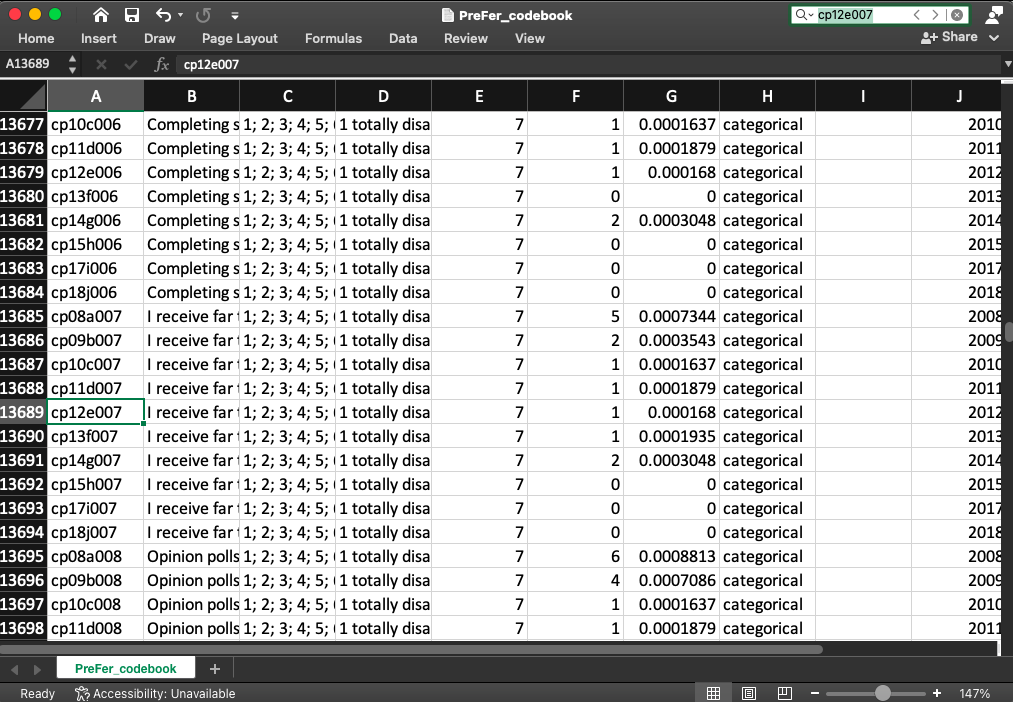 PreFer_codebook
cp12e007
Home Insert Draw Page Layout Formulas Data Review View Share
A13689 fx cp12e007
A B C D E F G H I J
13677 cp10c006 Completing s 1; 2; 3; 4; 5; 1 totally disa 7 1 0.0001637 categorical 2010
13678 cp11d006 Completing s 1; 2; 3; 4; 5; 1 totally disa 7 1 0.0001879 categorical 2011
13679 cp12e006 Completing s 1; 2; 3; 4; 5; 1 totally disa 7 1 0.000168 categorical 2012
13680 cp13f006 Completing s 1; 2; 3; 4; 5; 1 totally disa 7 0 0 categorical 2013
13681 cp14g006 Completing s 1; 2; 3; 4; 5; 1 totally disa 7 2 0.0003048 categorical 2014
13682 cp15h006 Completing s 1; 2; 3; 4; 5; 1 totally disa 7 0 0 categorical 2015
13683 cp17i006 Completing s 1; 2; 3; 4; 5; 1 totally disa 7 0 0 categorical 2017
13684 cp18j006 Completing s 1; 2; 3; 4; 5; 1 totally disa 7 0 0 categorical 2018
13685 cp08a007 I receive far 1; 2; 3; 4; 5; 1 totally disa 7 5 0.0007344 categorical 2008
13686 cp09b007 I receive far 1; 2; 3; 4; 5; 1 totally disa 7 2 0.0003543 categorical 2009
13687 cp10c007 I receive far 1; 2; 3; 4; 5; 1 totally disa 7 1 0.0001637 categorical 2010
13688 cp11d007 I receive far 1; 2; 3; 4; 5; 1 totally disa 7 1 0.0001879 categorical 2011
13689 cp12e007 I receive far 1; 2; 3; 4; 5; 1 totally disa 7 1 0.000168 categorical 2012
13690 cp13f007 I receive far 1; 2; 3; 4; 5; 1 totally disa 7 1 0.0001935 categorical 2013
13691 cp14g007 I receive far 1; 2; 3; 4; 5; 1 totally disa 7 2 0.0003048 categorical 2014
13692 cp15h007 I receive far 1; 2; 3; 4; 5; 1 totally disa 7 0 0 categorical 2015
13693 cp17i007 I receive far 1; 2; 3; 4; 5; 1 totally disa 7 0 0 categorical 2017
13694 cp18j007 I receive far 1; 2; 3; 4; 5; 1 totally disa 7 0 0 categorical 2018
13695 cp08a008 Opinion polls 1; 2; 3; 4; 5; 1 totally disa 7 6 0.0008813 categorical 2008
13696 cp09b008 Opinion polls 1; 2; 3; 4; 5; 1 totally disa 7 4 0.0007086 categorical 2009
13697 cp10c008 Opinion polls 1; 2; 3; 4; 5; 1 totally disa 7 1 0.0001637 categorical 2010
13698 cp11d008 Opinion polls 1; 2; 3; 4; 5; 1 totally disa 7 1 0.0001879 categorical 2011
PreFer_codebook +
Ready Accessibility: Unavailable − + 147%